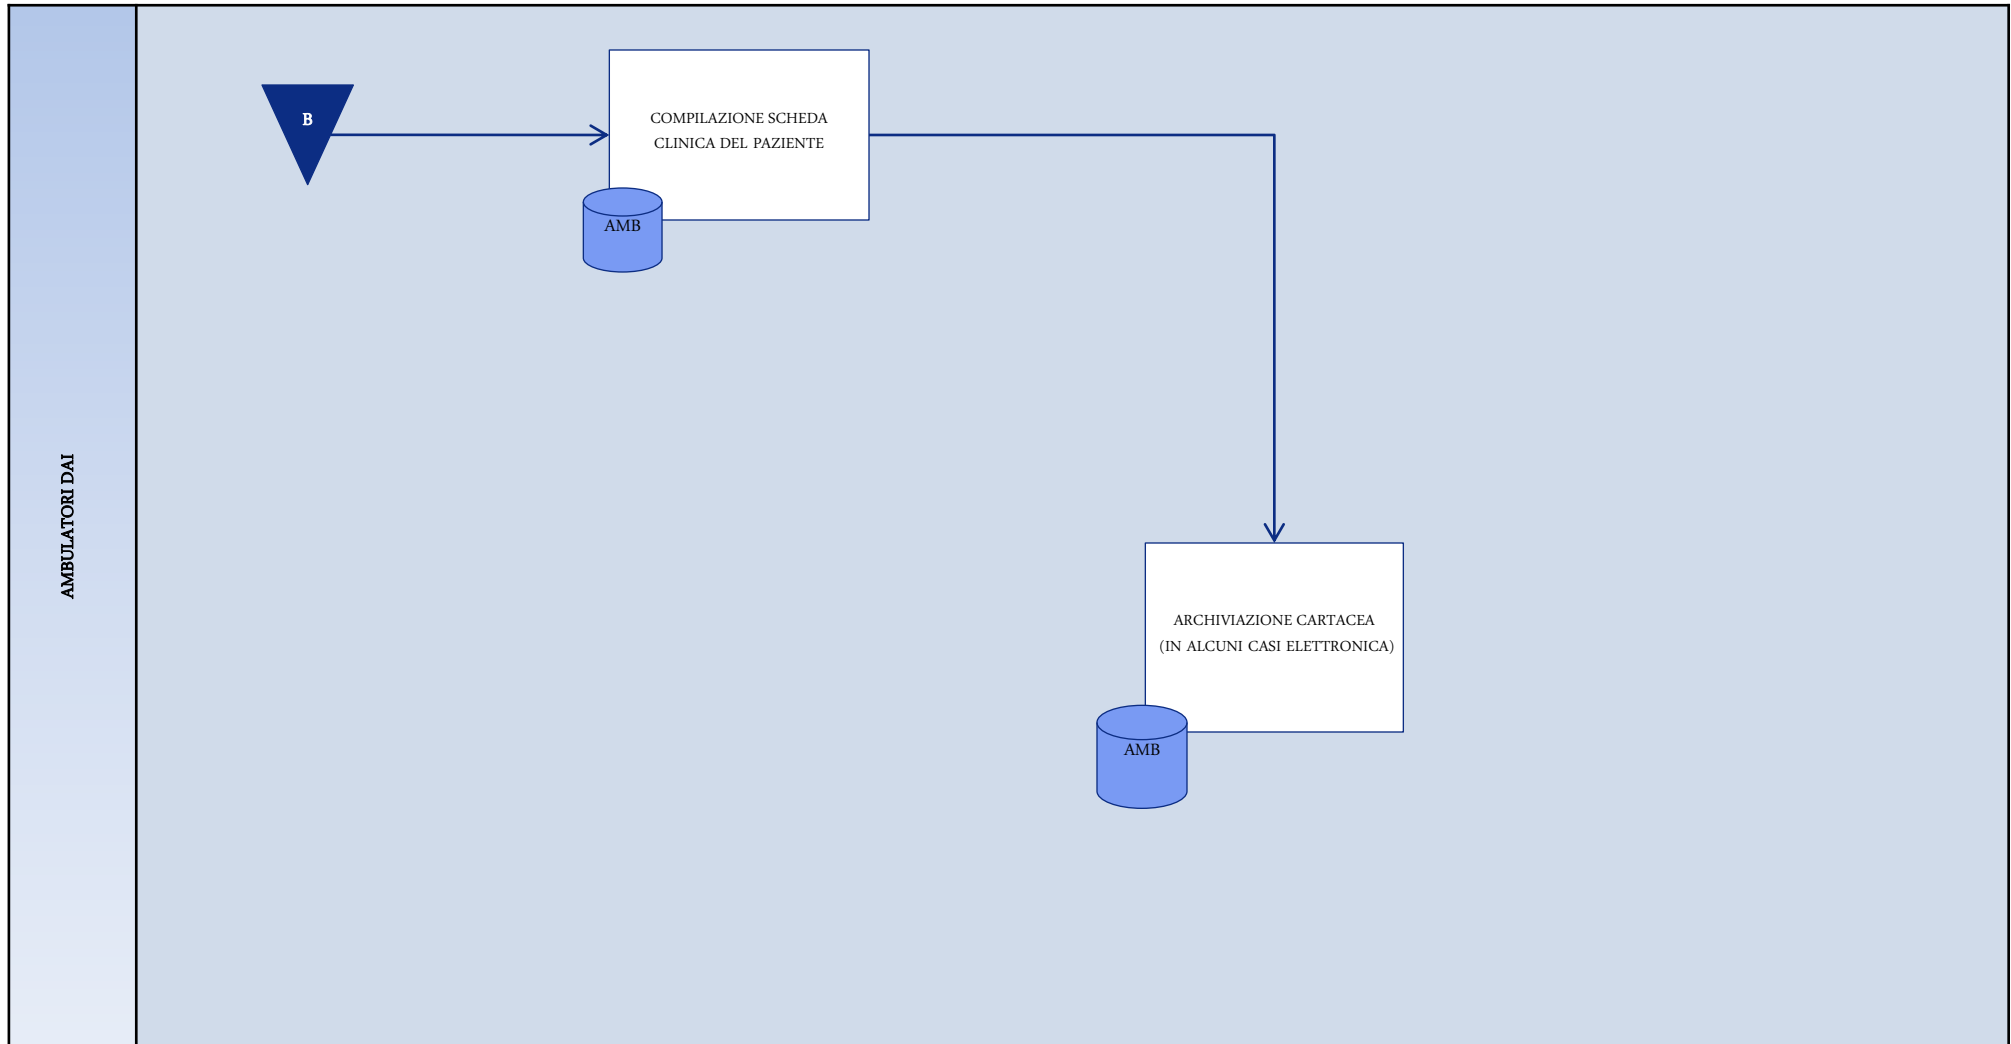 B
COMPILAZIONE SCHEDA
CLINICA DEL PAZIENTE
AMB
AMBULATORI DAI
ARCHIVIAZIONE CARTACEA
(IN ALCUNI CASI ELETTRONICA)
AMB